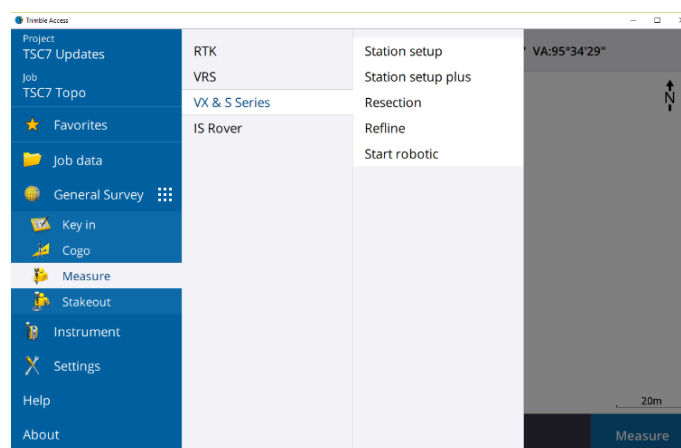 Trimble Access
Project
TSC7 Updates
Job
TSC7 Topo
Favorites
Job data
General Survey
Key in
Cogo
Measure
Stakeout
Instrument
Settings
Help
About
RTK
VRS
VX & S Series
IS Rover
Station setup
Station setup plus
Resection
Refline
Start robotic
VA:95°34'29"
N
20m
Measure